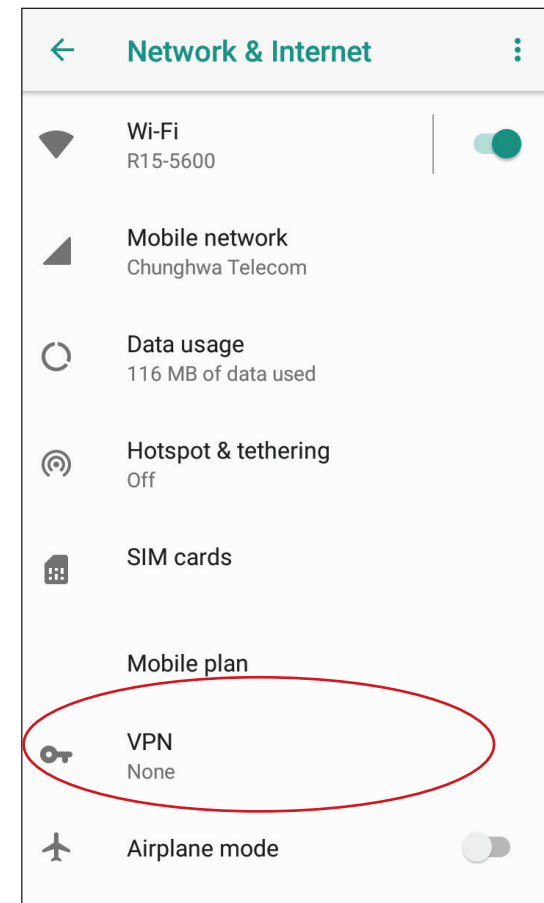 Network & Internet
Wi-Fi
R15-5600
Mobile network
Chunghwa Telecom
Data usage
116 MB of data used
Hotspot & tethering
Off
SIM cards
Mobile plan
VPN
None
Airplane mode